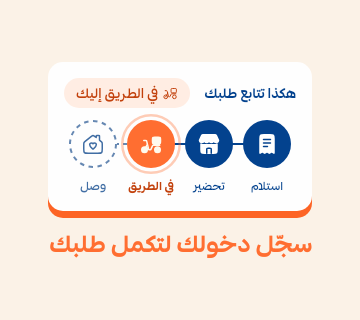 هكذا تتابع طلبك
في الطريق إليك
استلام
تحضير
في الطريق
وصل
سجّل دخولك لتكمل طلبك